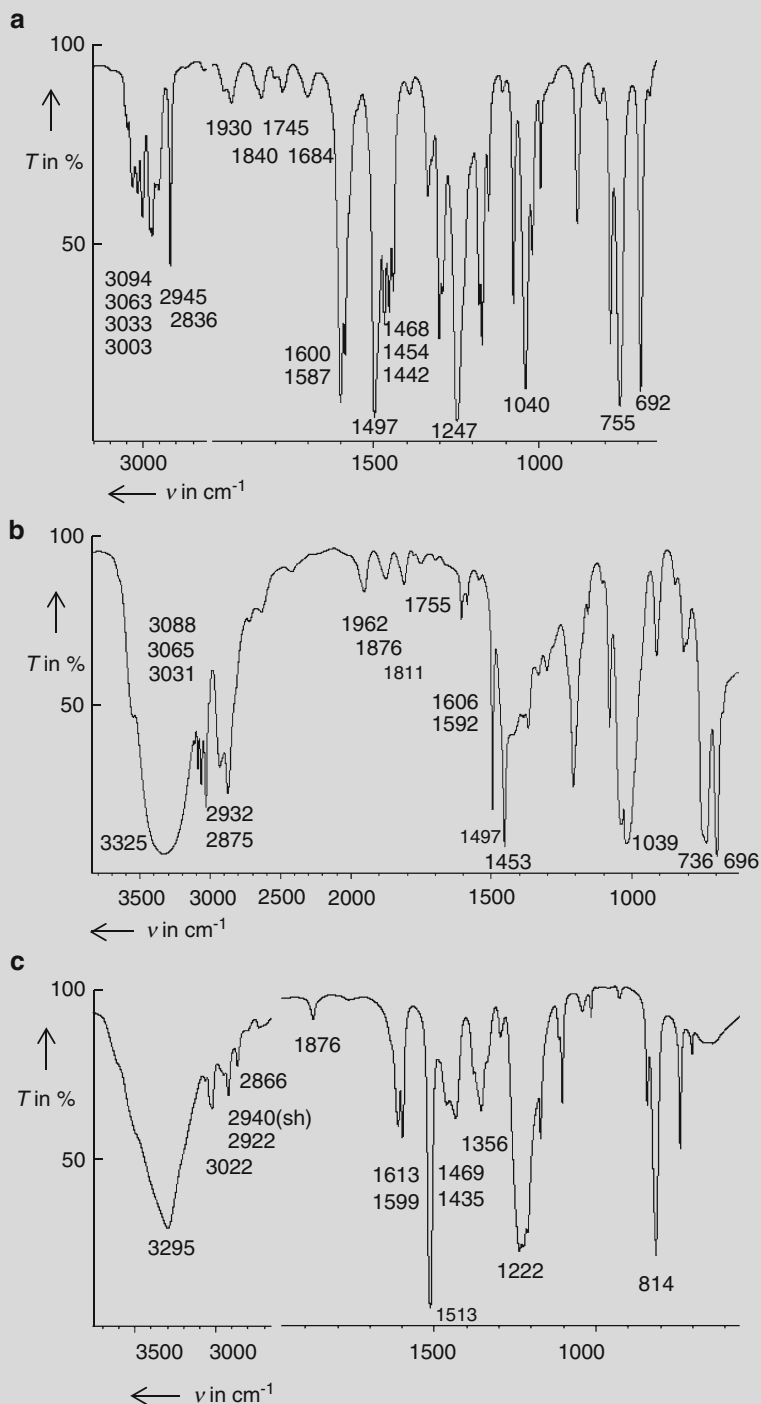 a
100
1930 1745
1840 1684
T in %
50
3094
3063 2945
3033 2836
3003
1600 1468
1587 1454
1442
1497 1247 1040 755 692
3000 1500 1000
ν in cm-1
b
100
3088 1755
3065 1962
3031 1876
1811
T in %
1606
1592
50
2932
3325 2875
1497 1453 1039 736 696
3500 3000 2500 2000 1500 1000
ν in cm-1
c
100
1876
2866
T in %
2940(sh)
2922 1356
3022
50
1613 1469
1599 1435
3295 1222 814
1513
3500 3000 1500 1000
ν in cm-1